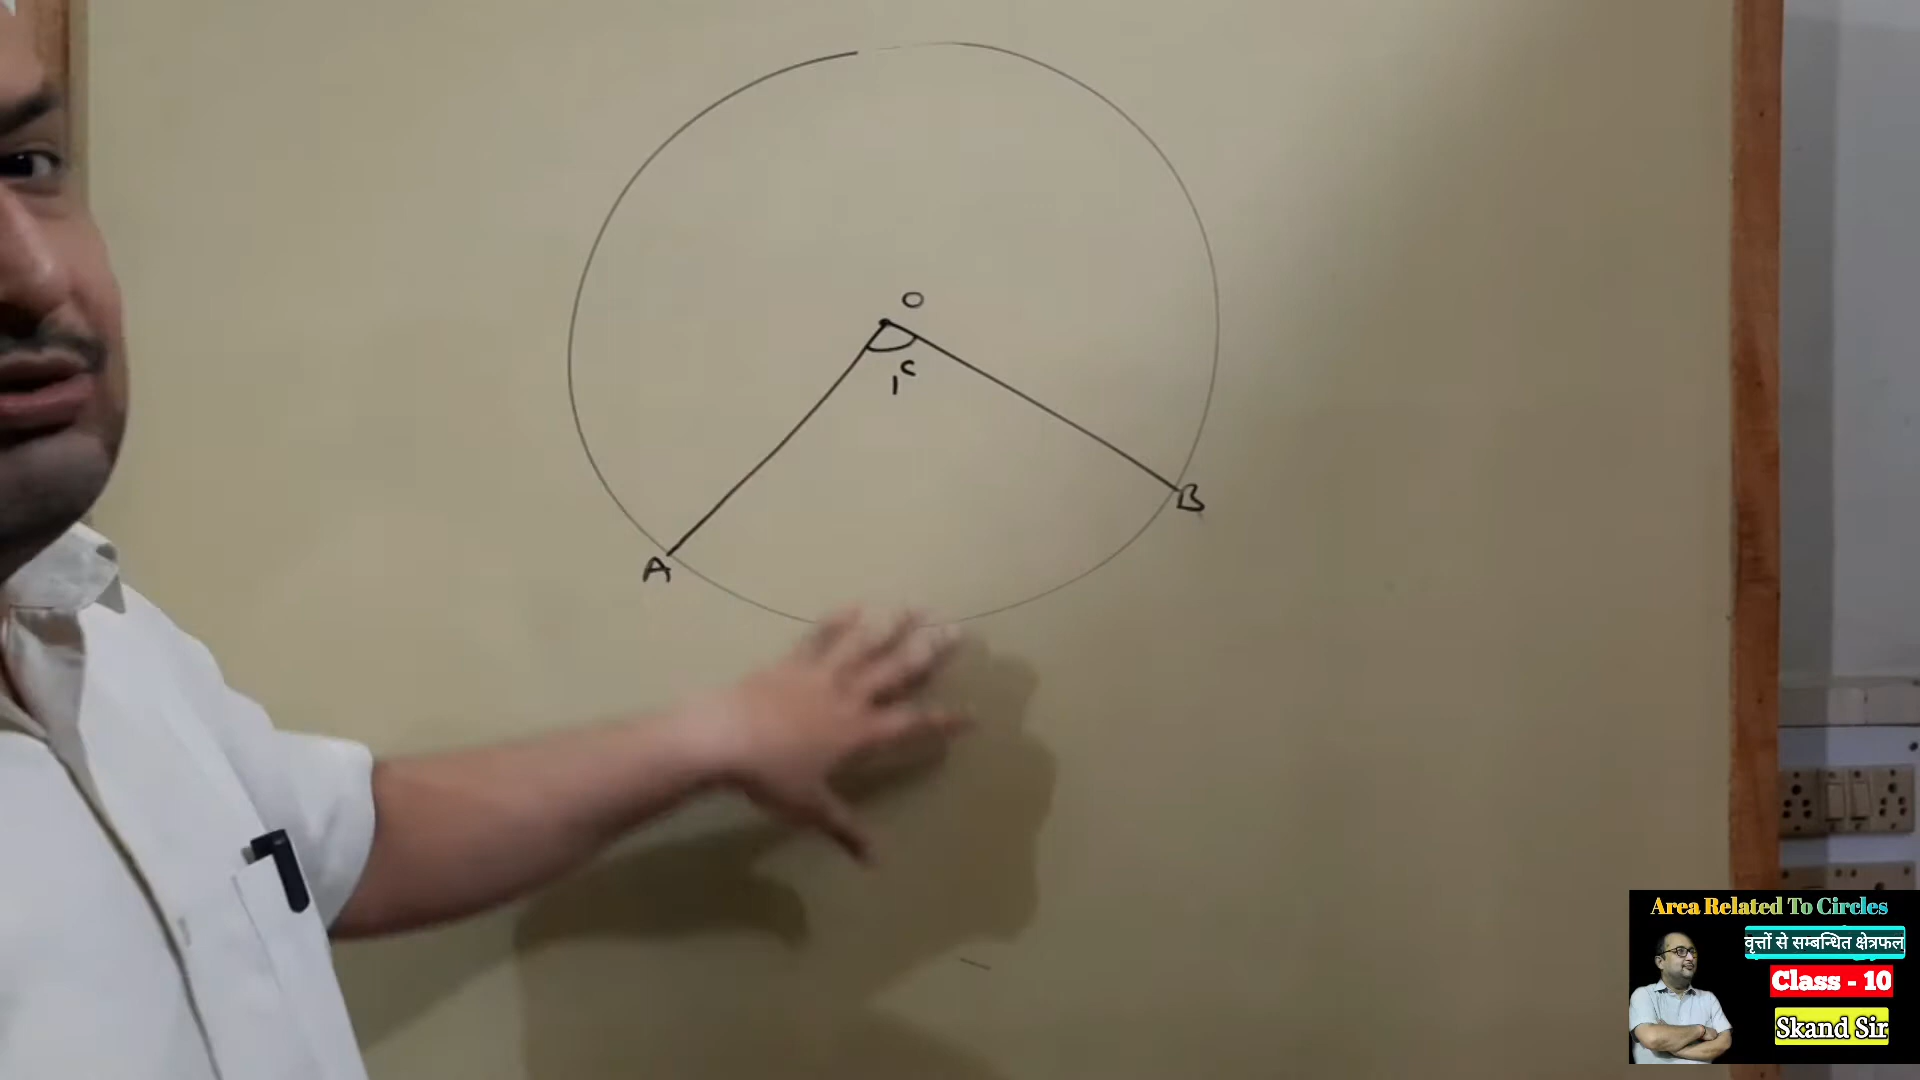 O
1ᶜ
A
B
Area Related To Circles
वृत्तों से सम्बन्धित क्षेत्रफल
Class - 10
Skand Sir